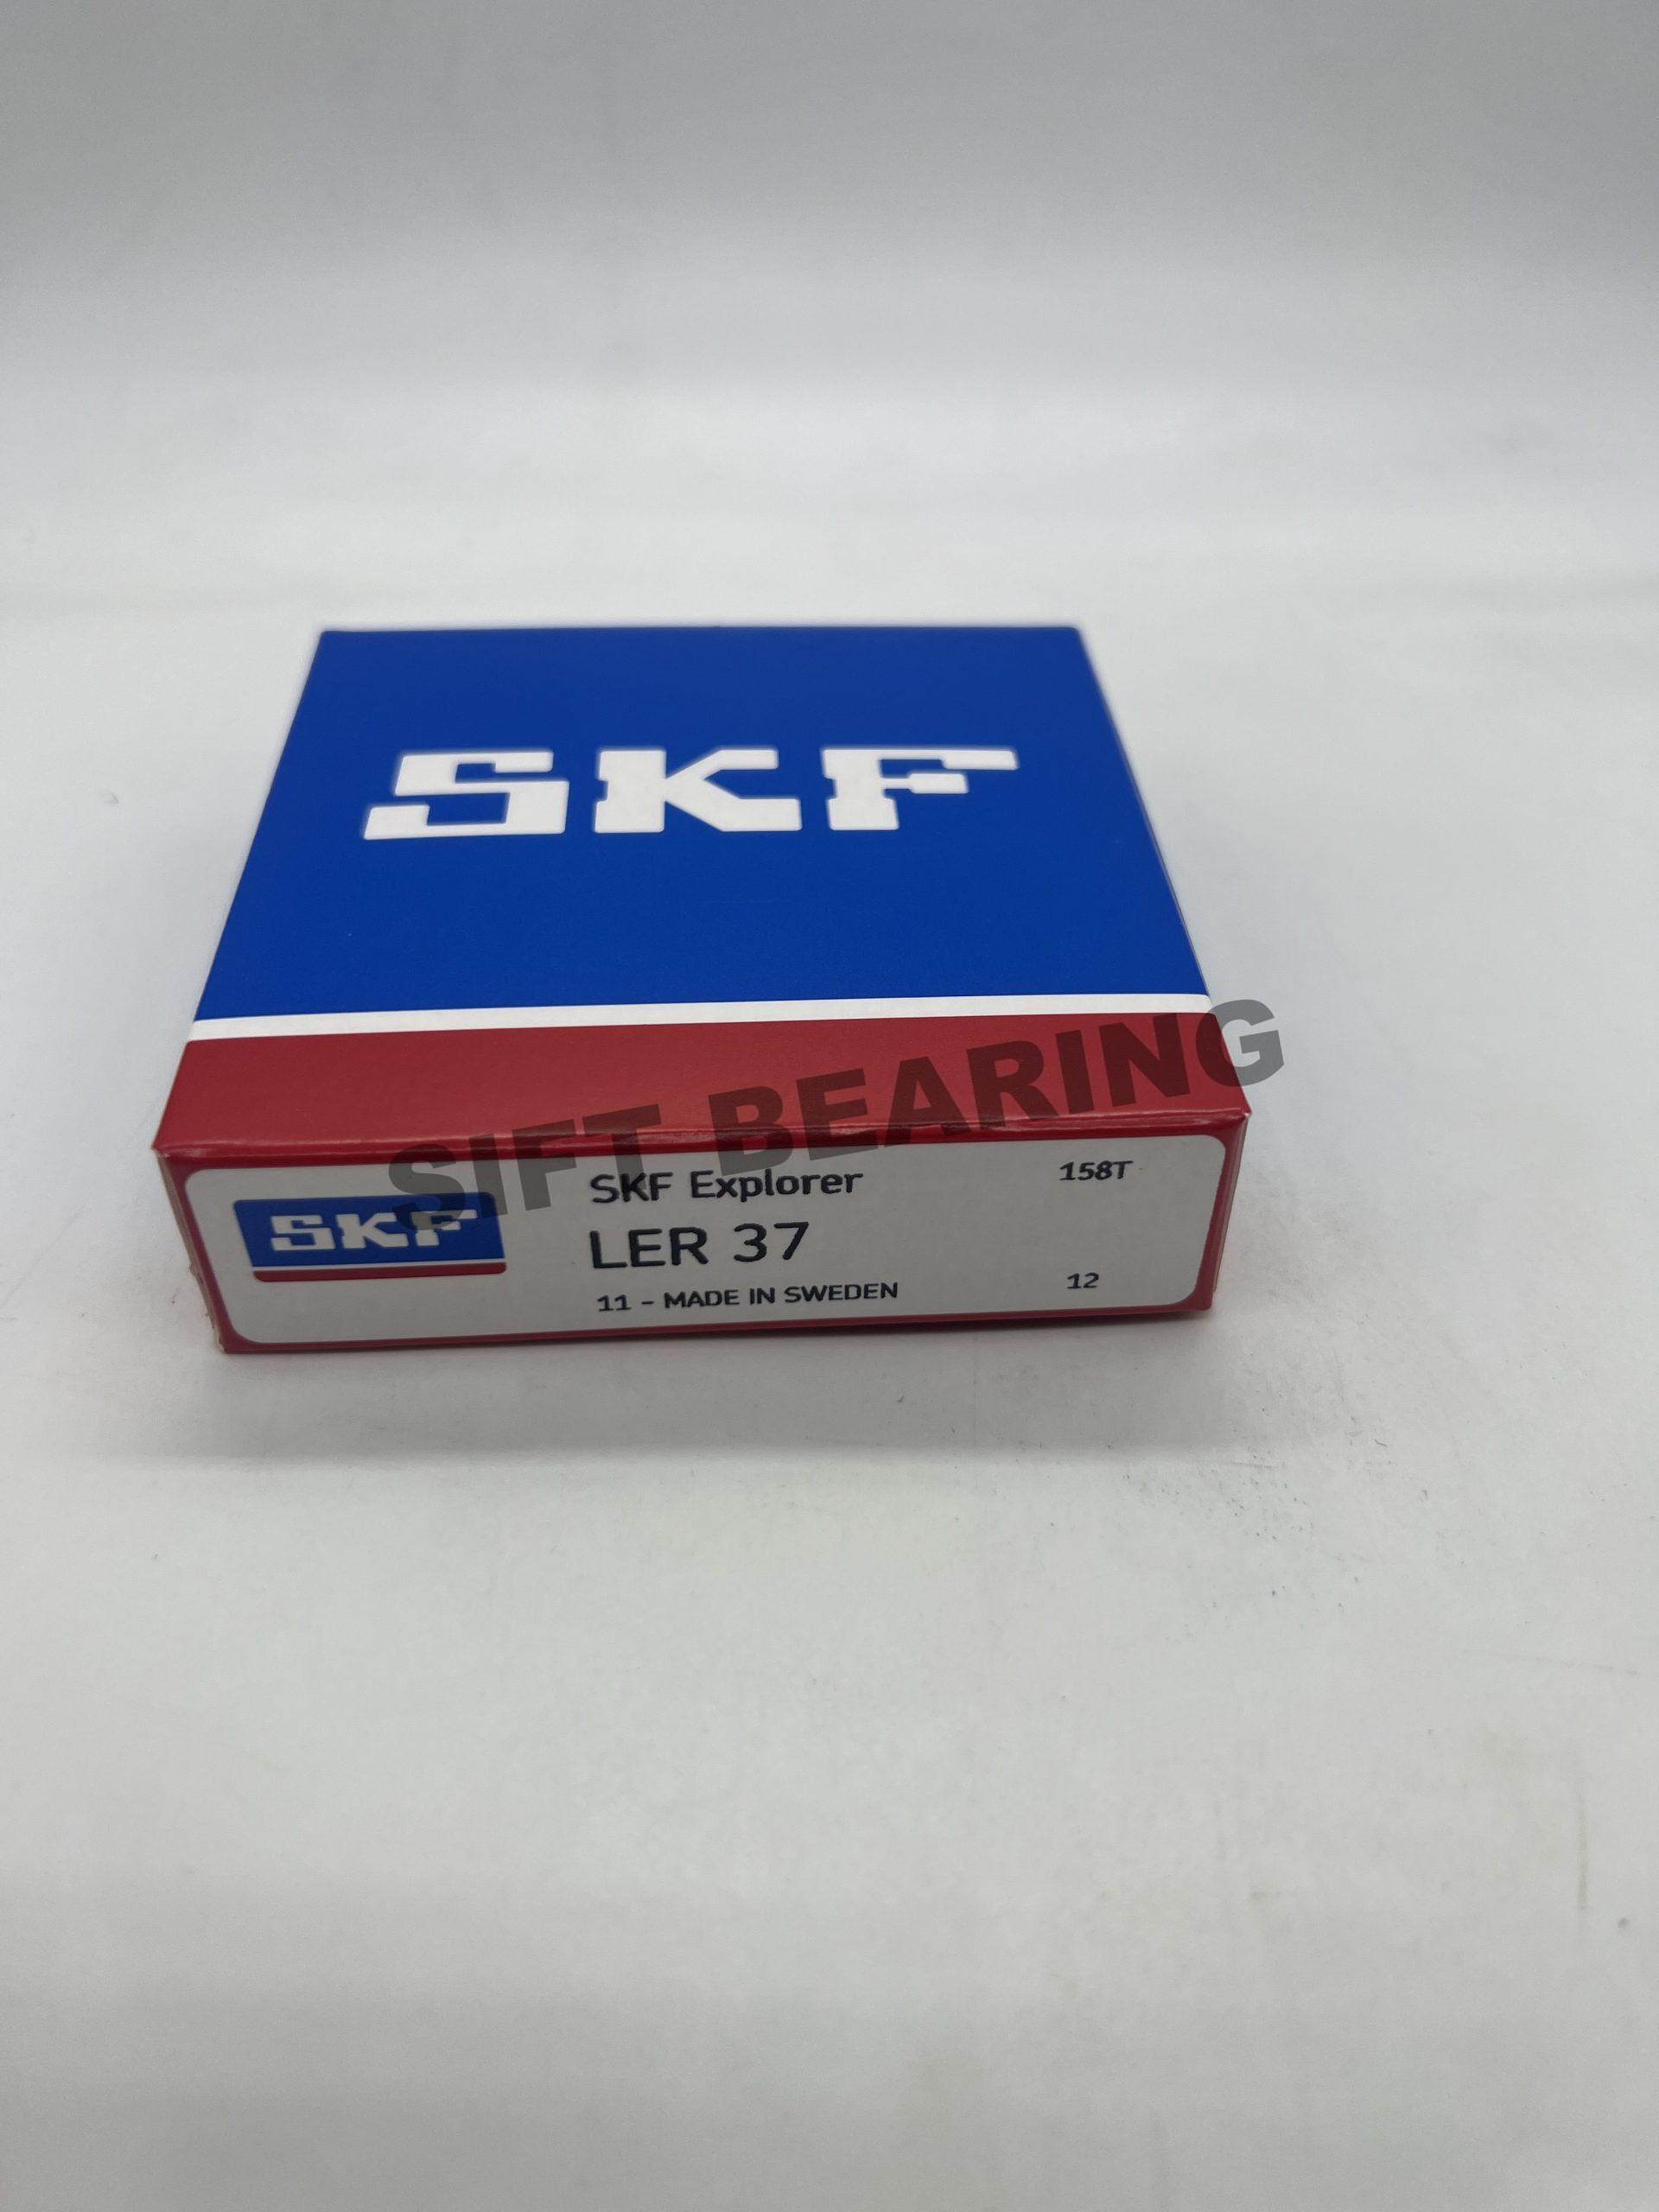 SKF
SIFT BEARING
SKF
SKF Explorer
158T
LER 37
11 - MADE IN SWEDEN
12